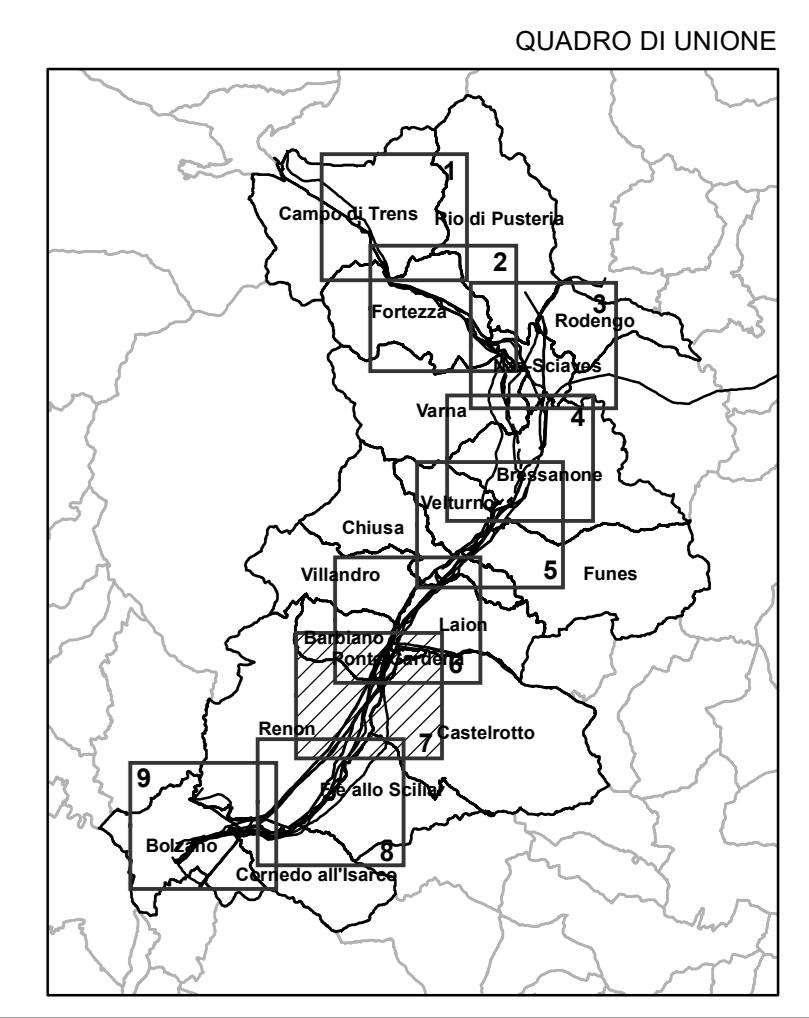 QUADRO DI UNIONE
1
Campo di Trens
Rio di Pusteria
2
3
Fortezza
Rodengo
Naz-Sciaves
Varna
4
Bressanone
Velturno
Chiusa
5
Villandro
Funes
Laion
Barbiano
Ponte Gardena
6
Renon
7
Castelrotto
9
Fiè allo Sciliar
Bolzano
8
Cornedo all'Isarco